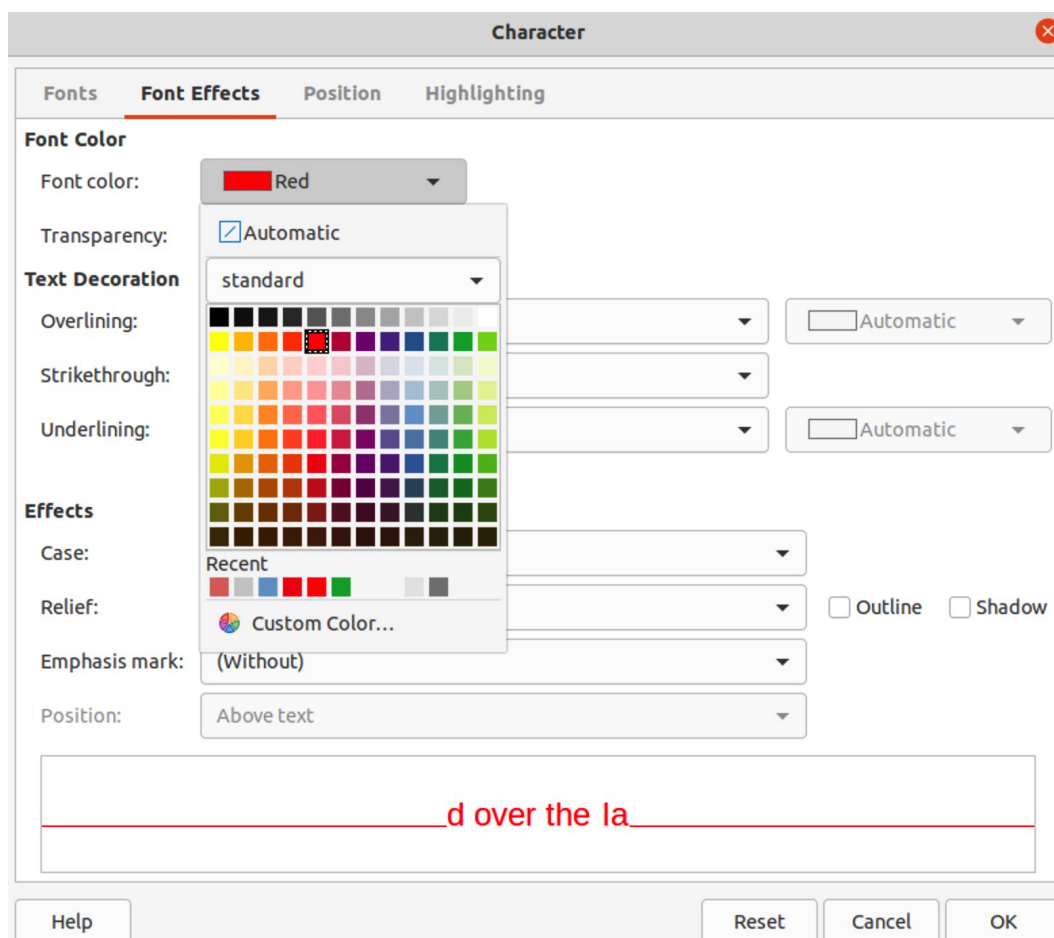 Character
Fonts Font Effects Position Highlighting
Font Color
Font color: Red
Transparency:
Automatic
standard
Text Decoration
Overlining: Automatic
Strikethrough:
Underlining: Automatic
Effects
Case:
Recent
Relief: Outline Shadow
Custom Color...
Emphasis mark: (Without)
Position: Above text
d over the la
Help Reset Cancel OK